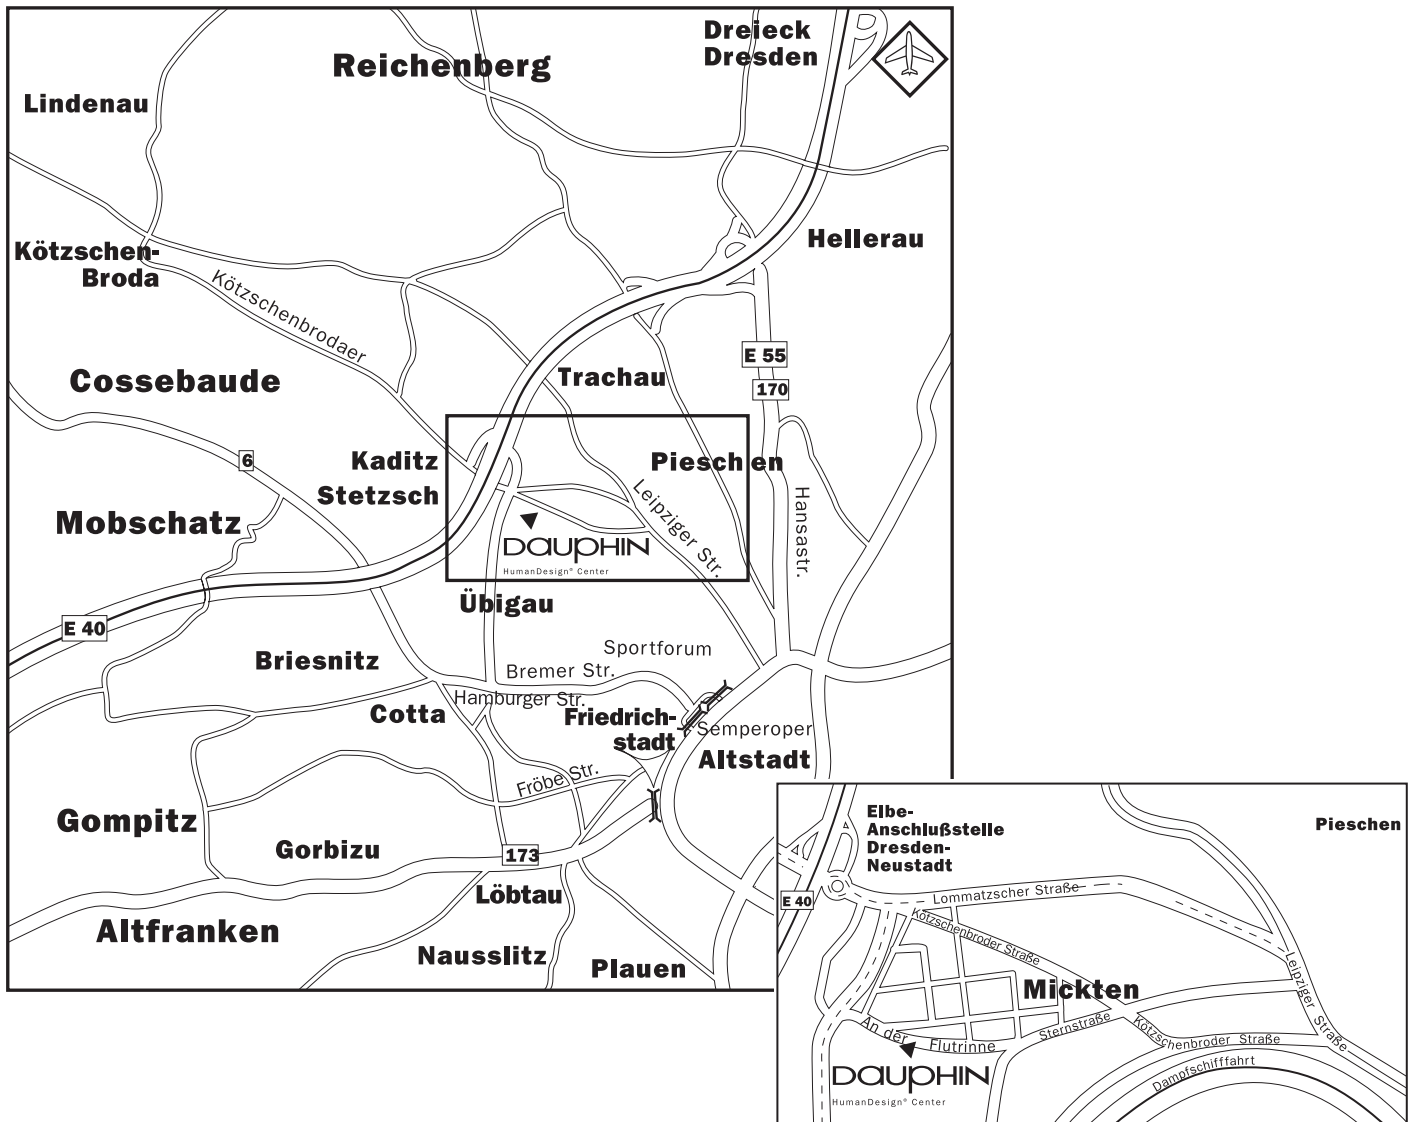 Dreieck
Dresden
Reichenberg
Lindenau
Hellerau
Kötzschen-
Broda
Kötzschenbrodaer
E 55
170
Trachau
Cossebaude
6
Kaditz
Stetzsch
Pieschen
Leipziger Str.
Hansastr.
Mobschatz
DAUPHIN
HumanDesign® Center
Übigau
E 40
Sportforum
Briesnitz
Bremer Str.
Hamburger Str.
Cotta
Friedrich-
stadt
Semperoper
Altstadt
Fröbe Str.
Gompitz
Gorbizu
173
Löbtau
Altfranken
Nausslitz
Plauen
Elbe-
Anschlußstelle
Dresden-
Neustadt
Pieschen
E 40
Lommatzscher Straße
Kötzschenbroder Straße
Leipziger Straße
Mickten
An der Flutrinne
Sternstraße
Kötzschenbroder Straße
Dampfschifffahrt
DAUPHIN
HumanDesign® Center